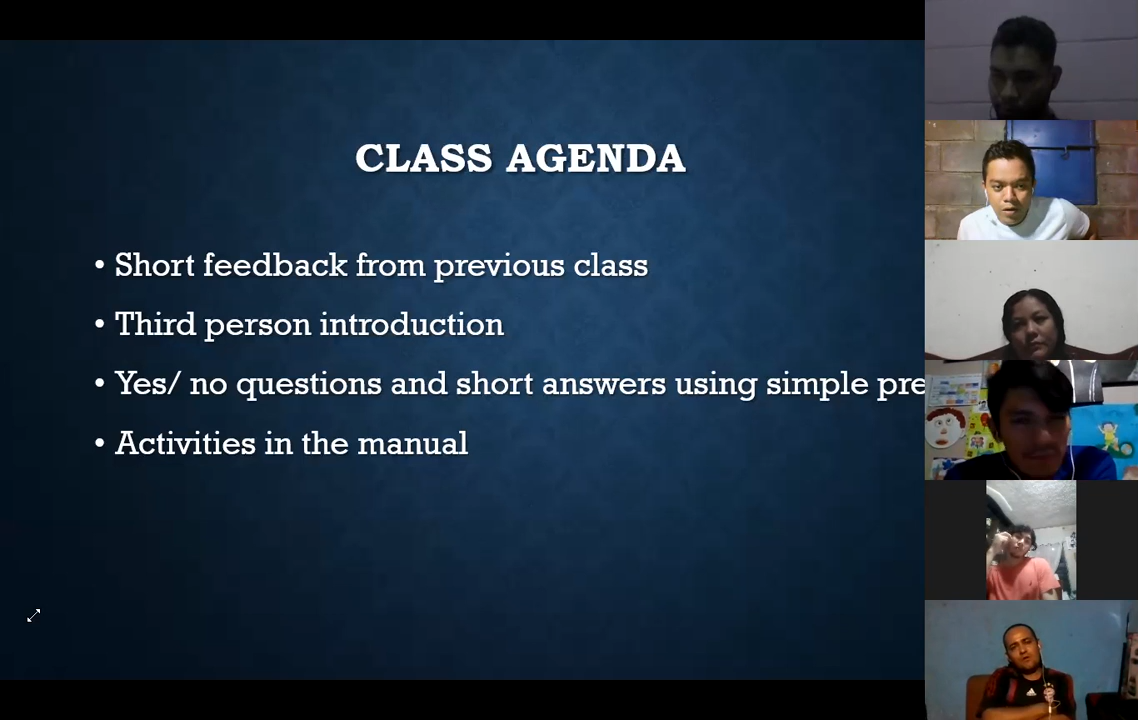 CLASS AGENDA
• Short feedback from previous class
• Third person introduction
• Yes/ no questions and short answers using simple pre
• Activities in the manual